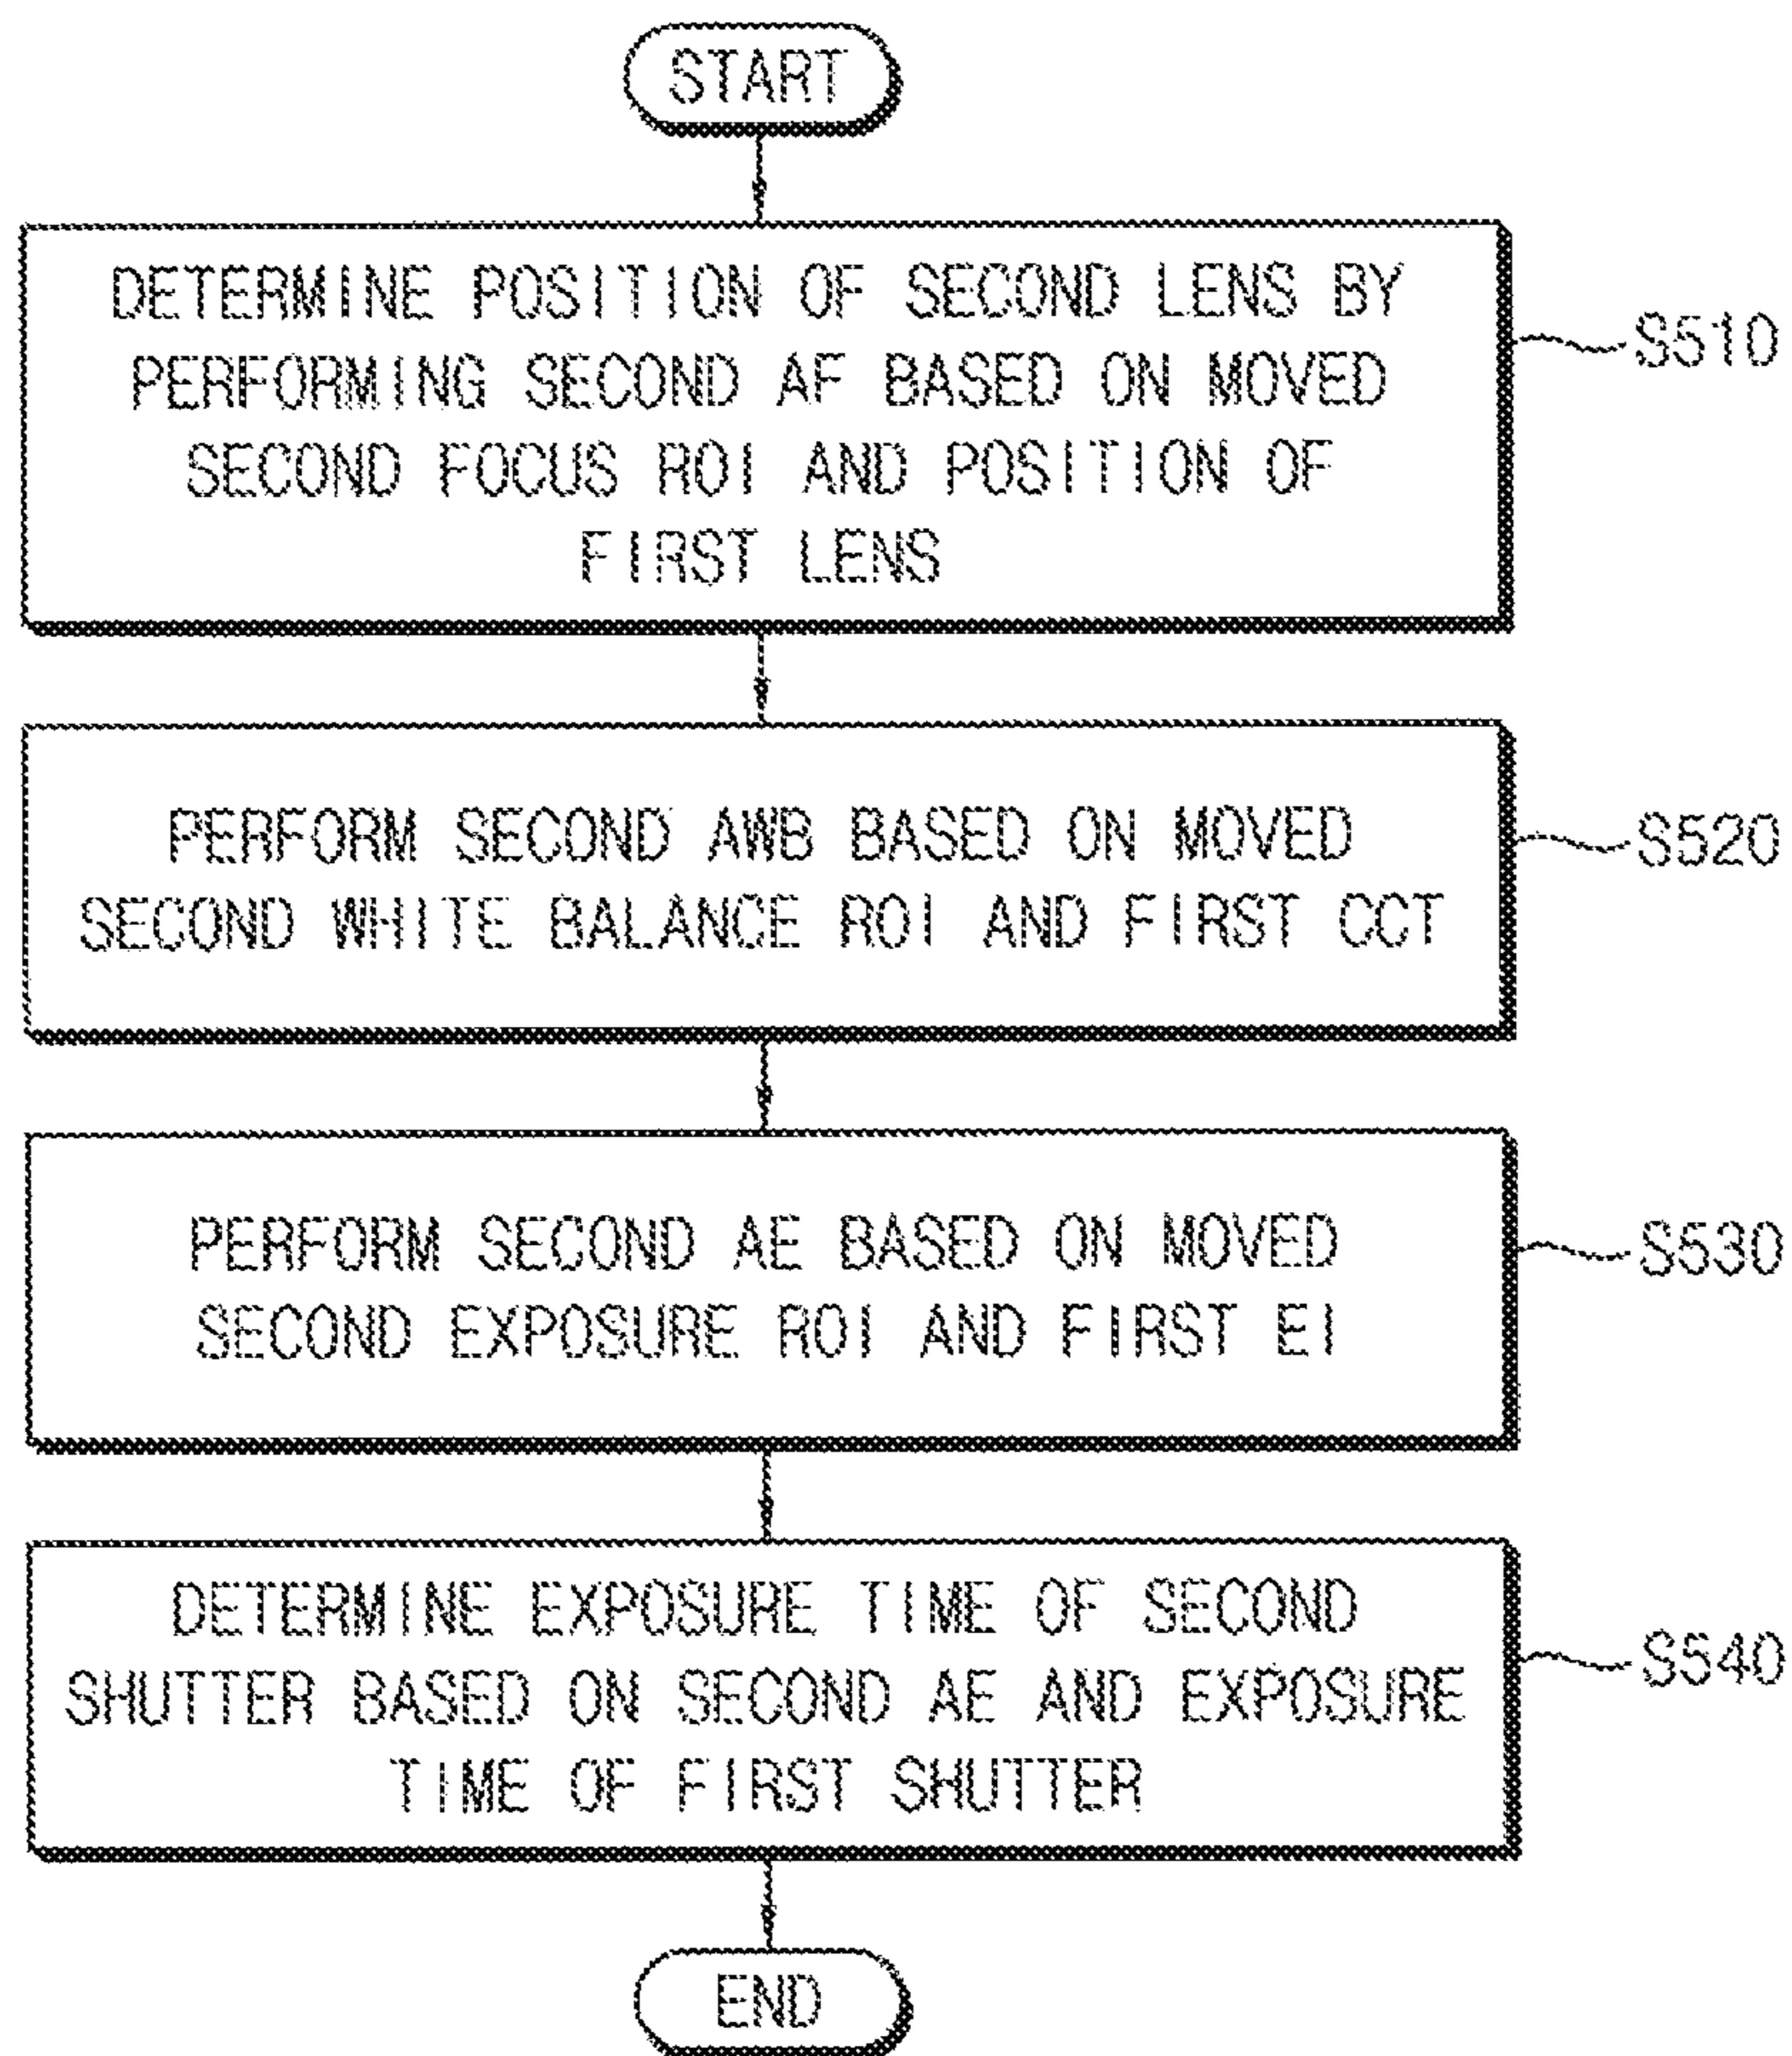 START
DETERMINE POSITION OF SECOND LENS BY
PERFORMING SECOND AF BASED ON MOVED
SECOND FOCUS ROI AND POSITION OF
FIRST LENS
S510
PERFORM SECOND AWB BASED ON MOVED
SECOND WHITE BALANCE ROI AND FIRST CCT
S520
PERFORM SECOND AE BASED ON MOVED
SECOND EXPOSURE ROI AND FIRST EI
S530
DETERMINE EXPOSURE TIME OF SECOND
SHUTTER BASED ON SECOND AE AND EXPOSURE
TIME OF FIRST SHUTTER
S540
END